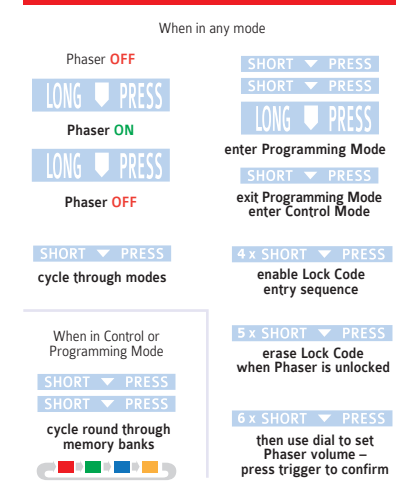 When in any mode
Phaser OFF
LONG PRESS
Phaser ON
LONG PRESS
Phaser OFF
SHORT PRESS
cycle through modes
When in Control or
Programming Mode
SHORT PRESS
SHORT PRESS
cycle round through
memory banks
SHORT PRESS
SHORT PRESS
LONG PRESS
enter Programming Mode
SHORT PRESS
exit Programming Mode
enter Control Mode
4 x SHORT PRESS
enable Lock Code
entry sequence
5 x SHORT PRESS
erase Lock Code
when Phaser is unlocked
6 x SHORT PRESS
then use dial to set
Phaser volume –
press trigger to confirm